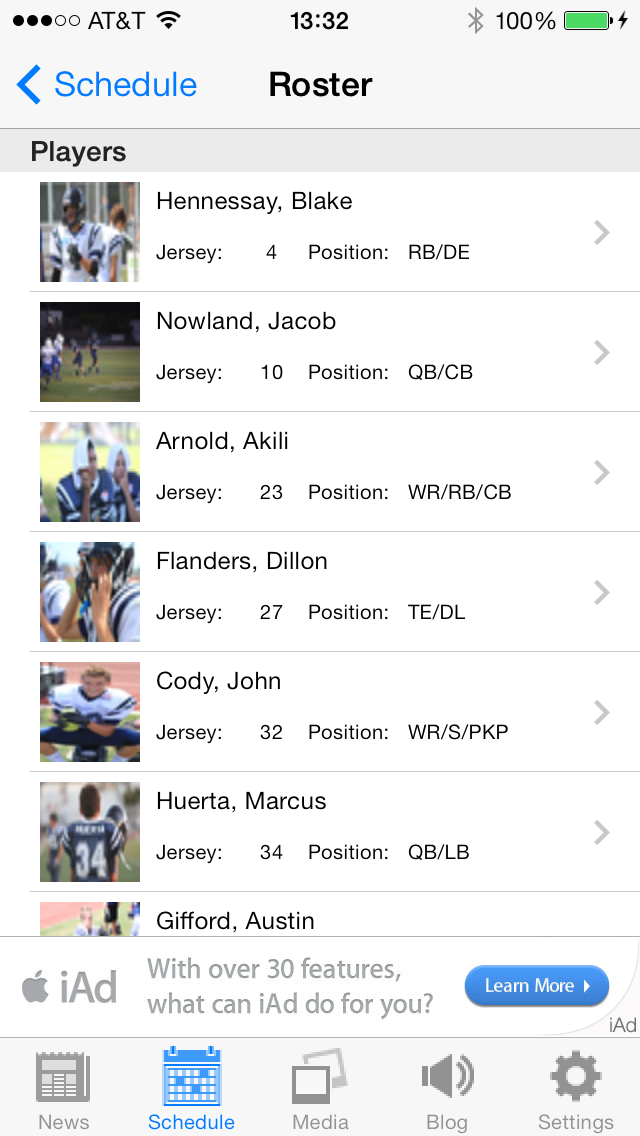 AT&T 13:32 100%
Schedule Roster
Players
Hennessay, Blake
Jersey: 4 Position: RB/DE
Nowland, Jacob
Jersey: 10 Position: QB/CB
Arnold, Akili
Jersey: 23 Position: WR/RB/CB
Flanders, Dillon
Jersey: 27 Position: TE/DL
Cody, John
Jersey: 32 Position: WR/S/PKP
HUERTA
34
Huerta, Marcus
Jersey: 34 Position: QB/LB
Gifford, Austin
iAd
With over 30 features,
what can iAd do for you?
Learn More
iAd
News Schedule Media Blog Settings